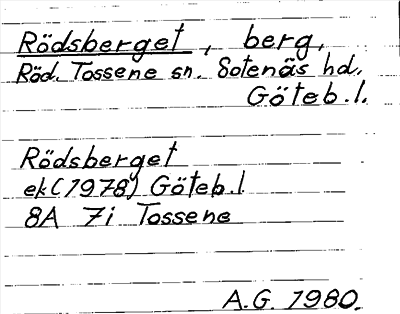 Rödsberget, berg,
Röd. Tossene sn. Sotenäs hd.
Göteb.l.
Rödsberget
ek(1978) Göteb.l
8A 7i Tossene
A.G. 1980.